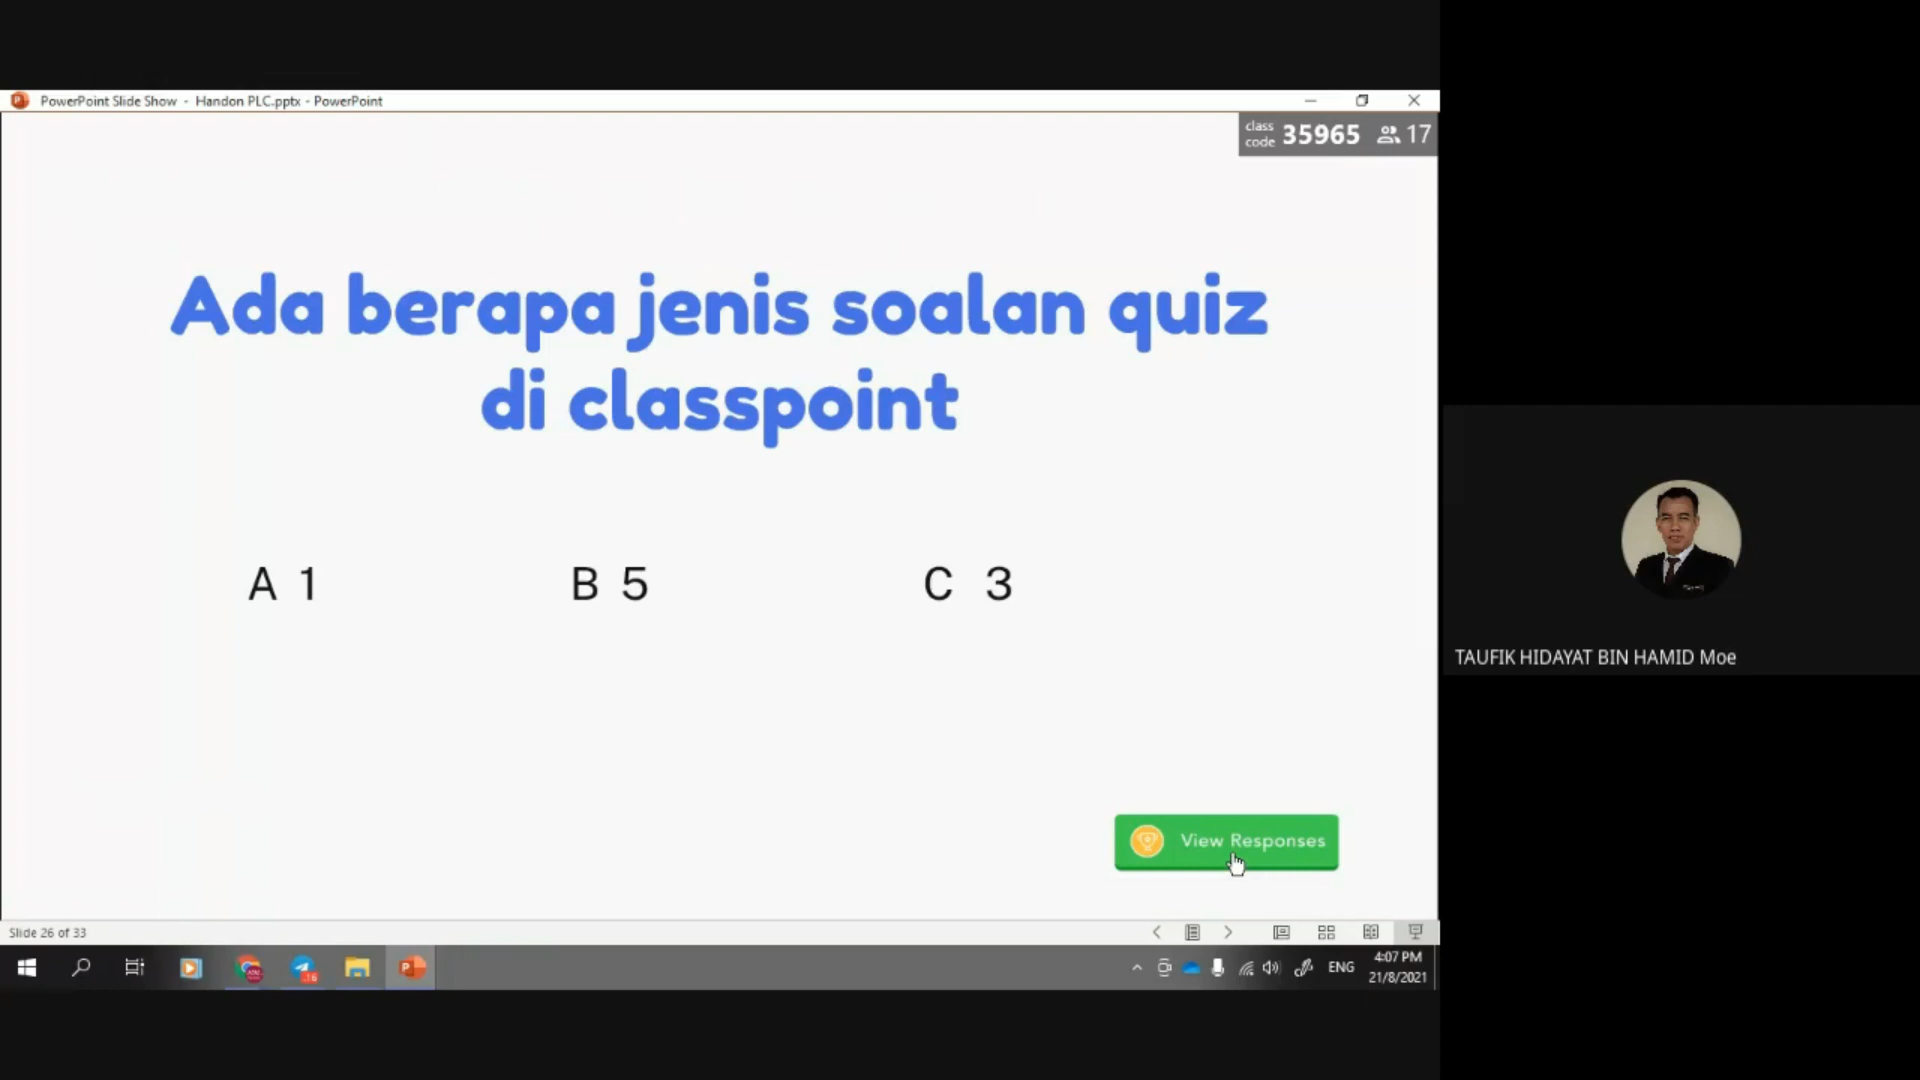 PowerPoint Slide Show - Handon PLC.pptx - PowerPoint
class code 35965 17
Ada berapa jenis soalan quiz
di classpoint
A 1 B 5 C 3
TAUFIK HIDAYAT BIN HAMID Moe
View Responses
Slide 26 of 33
ENG
4:07 PM
21/8/2021